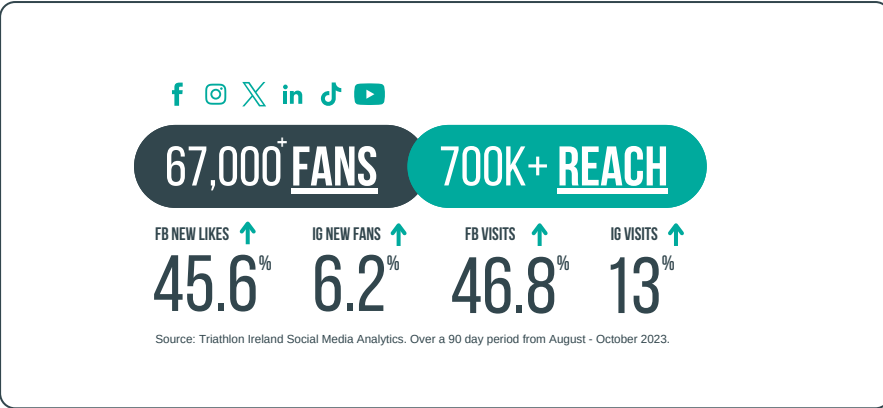 67,000+ FANS 700K+ REACH
FB NEW LIKES IG NEW FANS FB VISITS IG VISITS
45.6% 6.2% 46.8% 13%
Source: Triathlon Ireland Social Media Analytics. Over a 90 day period from August - October 2023.